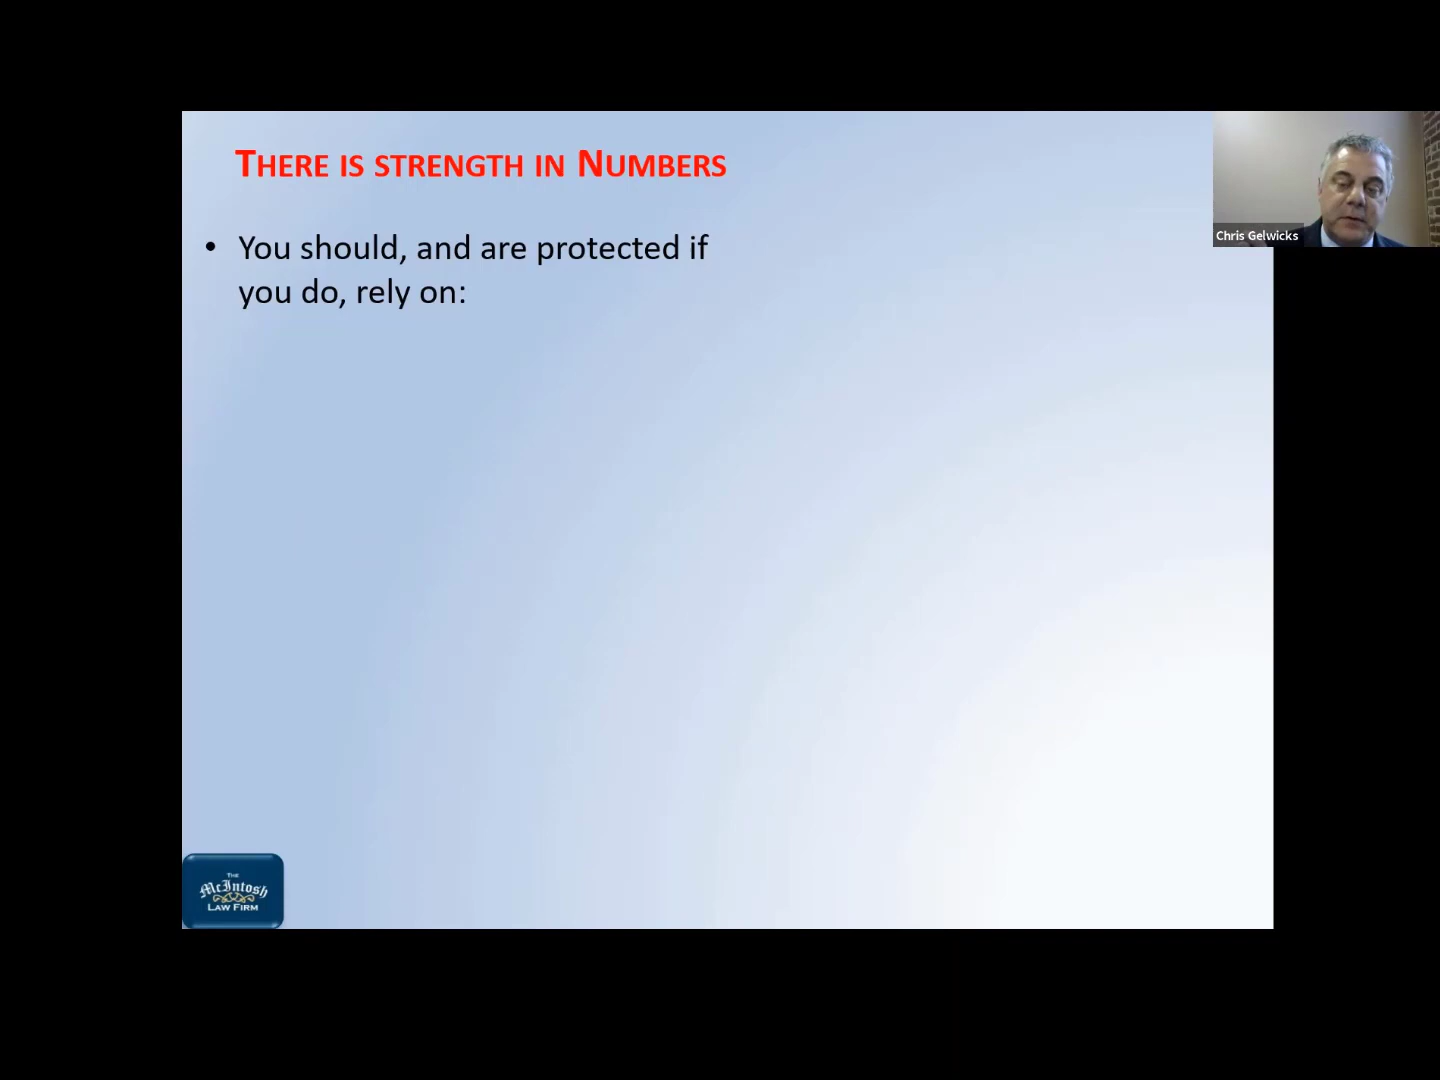 THERE IS STRENGTH IN NUMBERS
• You should, and are protected if
you do, rely on:
Chris Gelwicks
THE
McIntosh
LAW FIRM